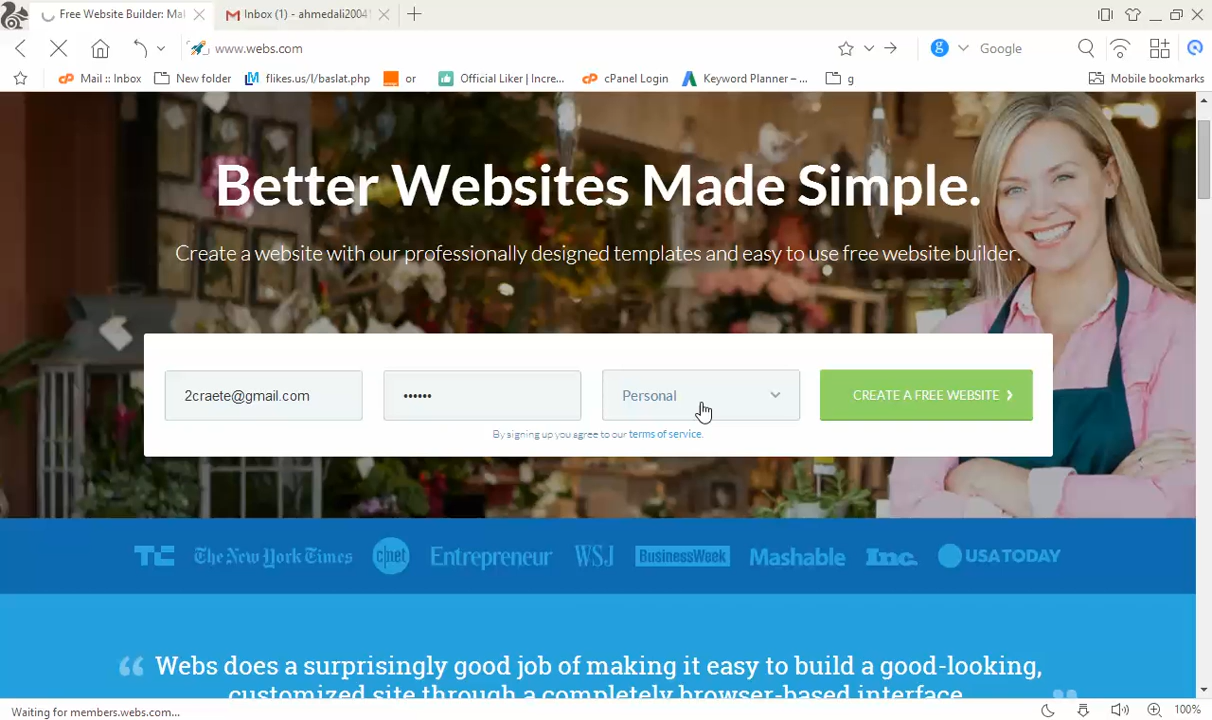 Free Website Builder: Mal
Inbox (1) - ahmedali20041
www.webs.com
Google
Mail :: Inbox
New folder
flikes.us/l/baslat.php
or
Official Liker | Incre...
cPanel Login
Keyword Planner – ...
g
Mobile bookmarks
Better Websites Made Simple.
Create a website with our professionally designed templates and easy to use free website builder.
2craete@gmail.com
••••••
Personal
CREATE A FREE WEBSITE ›
By signing up you agree to our terms of service.
TC The New York Times c|net Entrepreneur WSJ BusinessWeek Mashable Inc. USA TODAY
“ Webs does a surprisingly good job of making it easy to build a good-looking,
customized site through a completely browser-based interface. ”
Waiting for members.webs.com...
100%